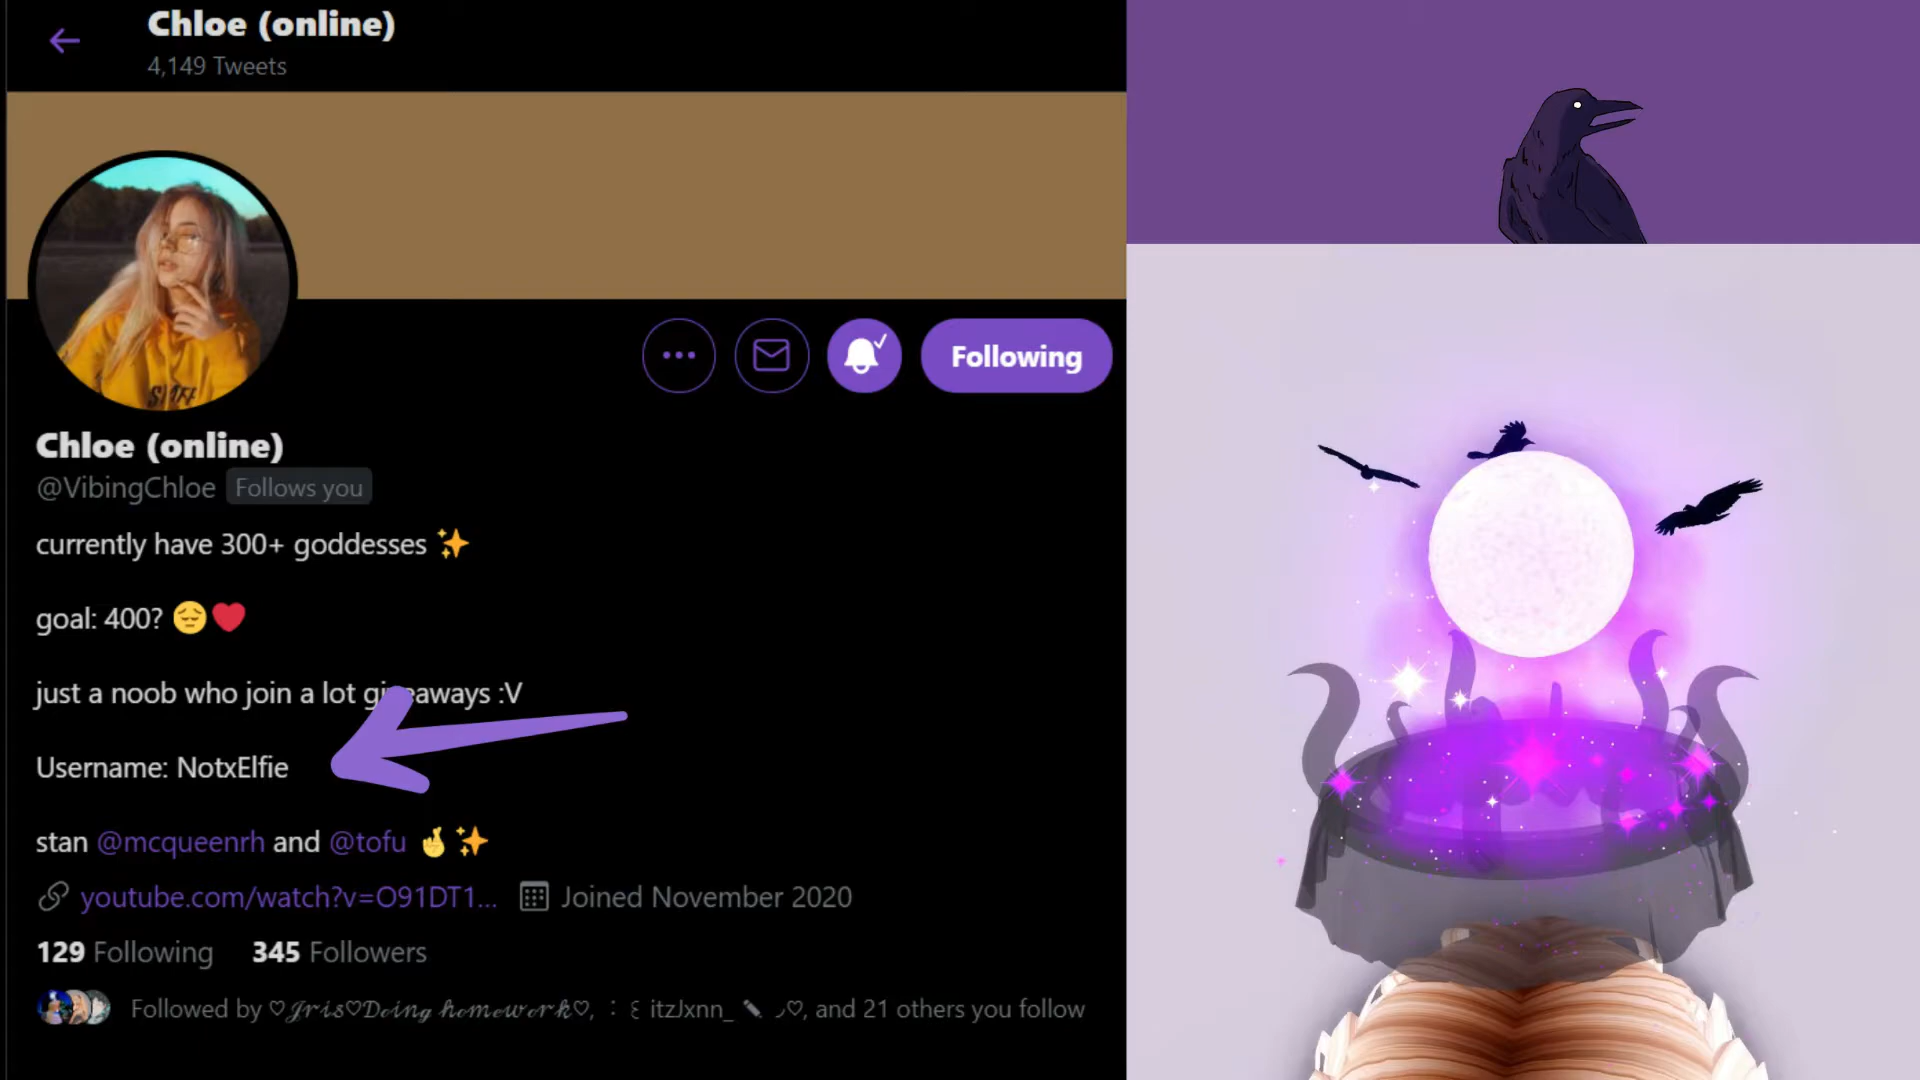 Chloe (online)
4,149 Tweets
Following
Chloe (online)
@VibingChloe Follows you
currently have 300+ goddesses ✨
goal: 400? 😔❤️
just a noob who join a lot giveaways :V
Username: NotxElfie
stan @mcqueenrh and @tofu 🤞✨
youtube.com/watch?v=O91DT1... Joined November 2020
129 Following 345 Followers
Followed by ♡𝒥𝓇𝒾𝓈♡𝒟𝑜𝒾𝓃𝑔 𝒽𝑜𝓂𝑒𝓌𝑜𝓇𝓀♡, ⠃꒰ itzJxnn_ ✎ ◞♡, and 21 others you follow